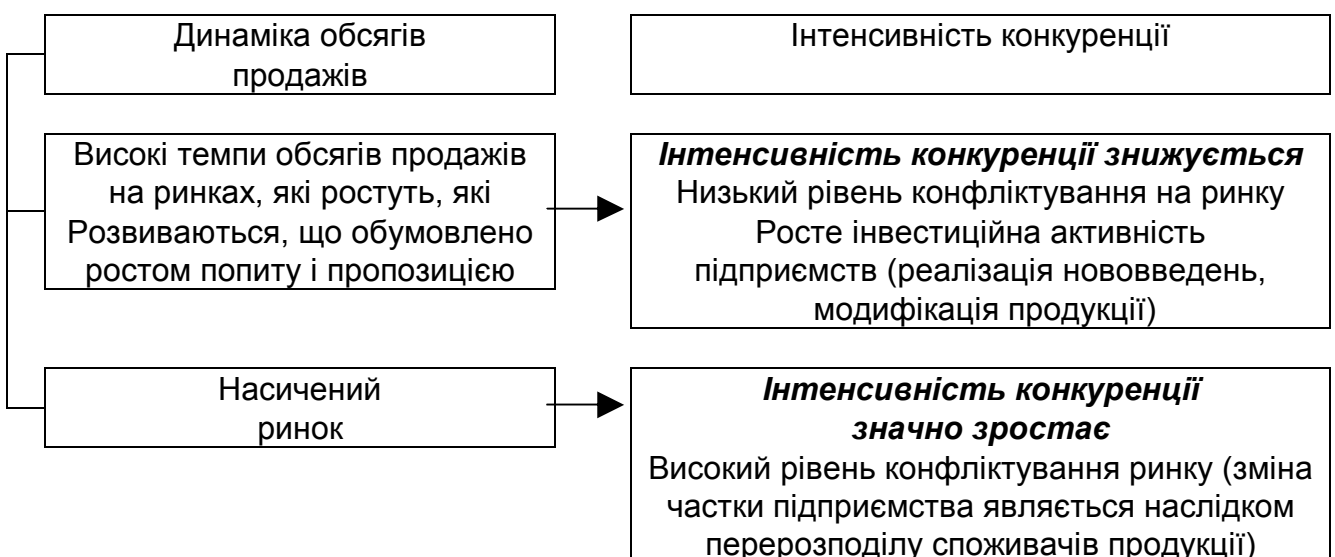 Динаміка обсягів
продажів
Інтенсивність конкуренції
Високі темпи обсягів продажів
на ринках, які ростуть, які
Розвиваються, що обумовлено
ростом попиту і пропозицією
Інтенсивність конкуренції знижується
Низький рівень конфліктування на ринку
Росте інвестиційна активність
підприємств (реалізація нововведень,
модифікація продукції)
Насичений
ринок
Інтенсивність конкуренції
значно зростає
Високий рівень конфліктування ринку (зміна
частки підприємства являється наслідком
перерозподілу споживачів продукції)